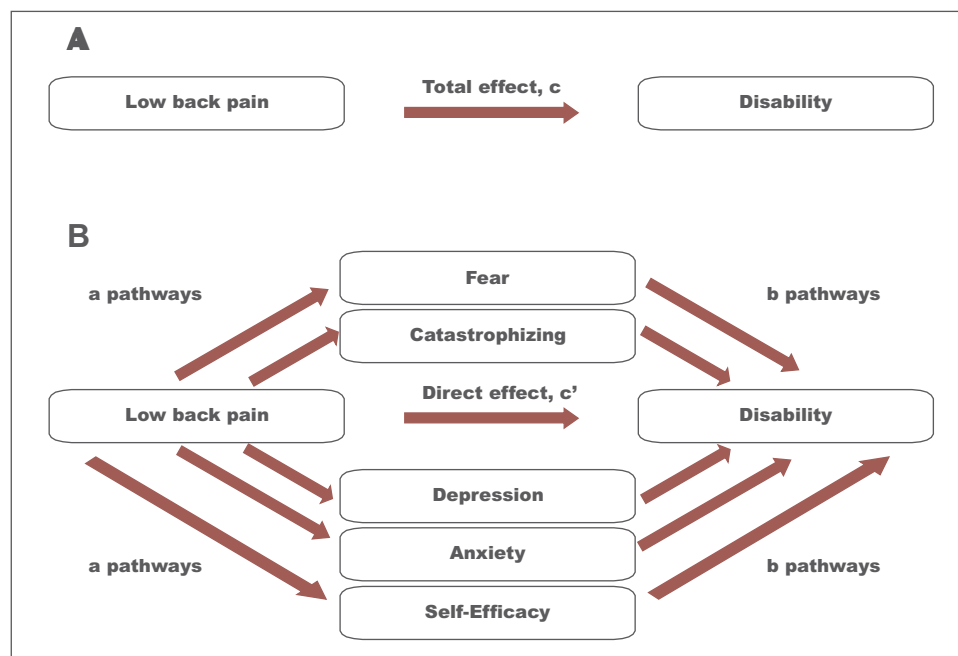 A
Low back pain
Total effect, c
Disability
B
Fear
a pathways
b pathways
Catastrophizing
Low back pain
Direct effect, c’
Disability
Depression
Anxiety
a pathways
b pathways
Self-Efficacy